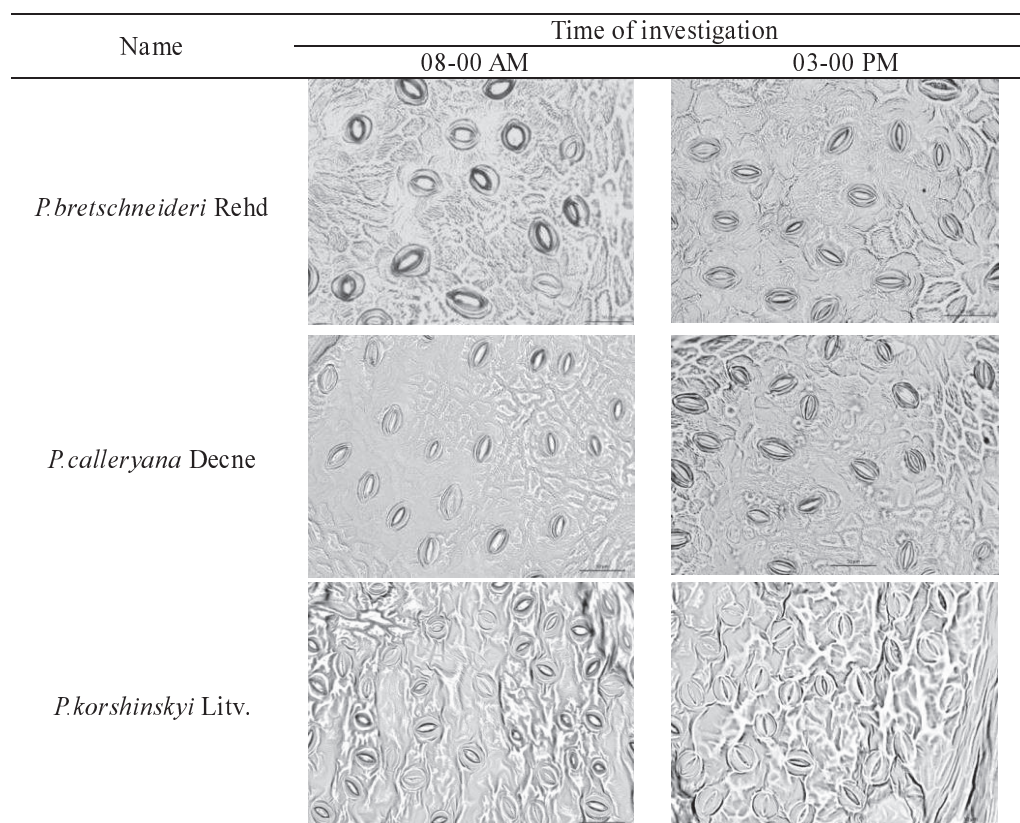 Name
Time of investigation
08-00 AM
03-00 PM
P.bretschneideri Rehd
P.calleryana Decne
P.korshinskyi Litv.